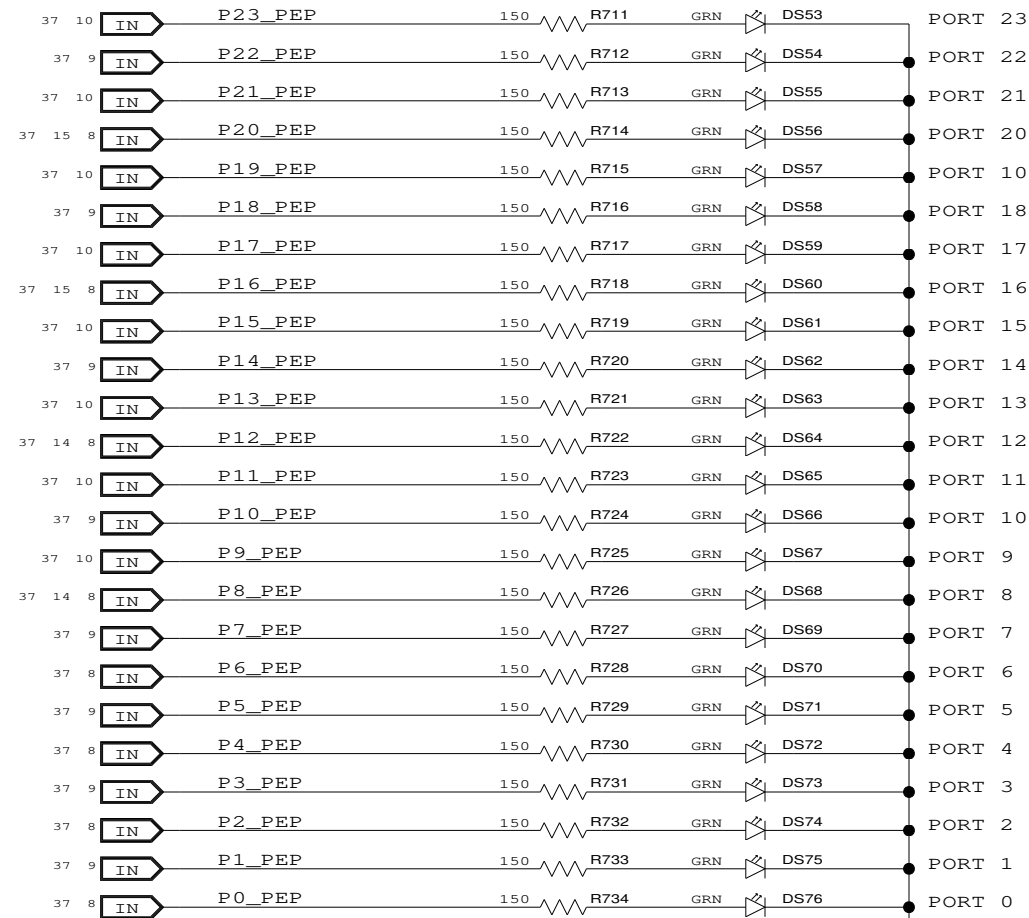 37 10 IN P23_PEP 150 R711 GRN DS53 PORT 23
37 9 IN P22_PEP 150 R712 GRN DS54 PORT 22
37 10 IN P21_PEP 150 R713 GRN DS55 PORT 21
37 15 8 IN P20_PEP 150 R714 GRN DS56 PORT 20
37 10 IN P19_PEP 150 R715 GRN DS57 PORT 10
37 9 IN P18_PEP 150 R716 GRN DS58 PORT 18
37 10 IN P17_PEP 150 R717 GRN DS59 PORT 17
37 15 8 IN P16_PEP 150 R718 GRN DS60 PORT 16
37 10 IN P15_PEP 150 R719 GRN DS61 PORT 15
37 9 IN P14_PEP 150 R720 GRN DS62 PORT 14
37 10 IN P13_PEP 150 R721 GRN DS63 PORT 13
37 14 8 IN P12_PEP 150 R722 GRN DS64 PORT 12
37 10 IN P11_PEP 150 R723 GRN DS65 PORT 11
37 9 IN P10_PEP 150 R724 GRN DS66 PORT 10
37 10 IN P9_PEP 150 R725 GRN DS67 PORT 9
37 14 8 IN P8_PEP 150 R726 GRN DS68 PORT 8
37 9 IN P7_PEP 150 R727 GRN DS69 PORT 7
37 8 IN P6_PEP 150 R728 GRN DS70 PORT 6
37 9 IN P5_PEP 150 R729 GRN DS71 PORT 5
37 8 IN P4_PEP 150 R730 GRN DS72 PORT 4
37 9 IN P3_PEP 150 R731 GRN DS73 PORT 3
37 8 IN P2_PEP 150 R732 GRN DS74 PORT 2
37 9 IN P1_PEP 150 R733 GRN DS75 PORT 1
37 8 IN P0_PEP 150 R734 GRN DS76 PORT 0